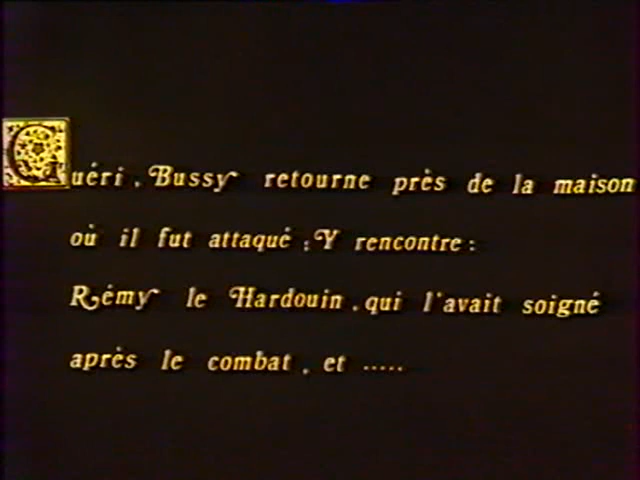 Guéri, Bussy retourne près de la maison
où il fut attaqué ; Y rencontre :
Rémy le Hardouin, qui l'avait soigné
après le combat, et .....